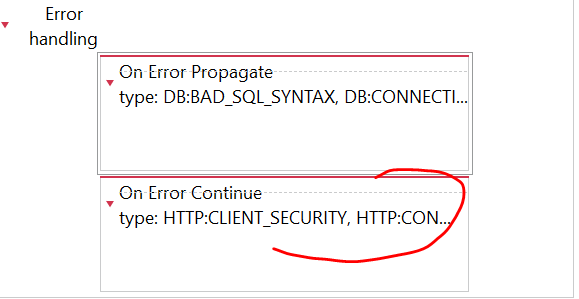 Error
handling
On Error Propagate
type: DB:BAD_SQL_SYNTAX, DB:CONNECTI...
On Error Continue
type: HTTP:CLIENT_SECURITY, HTTP:CON...